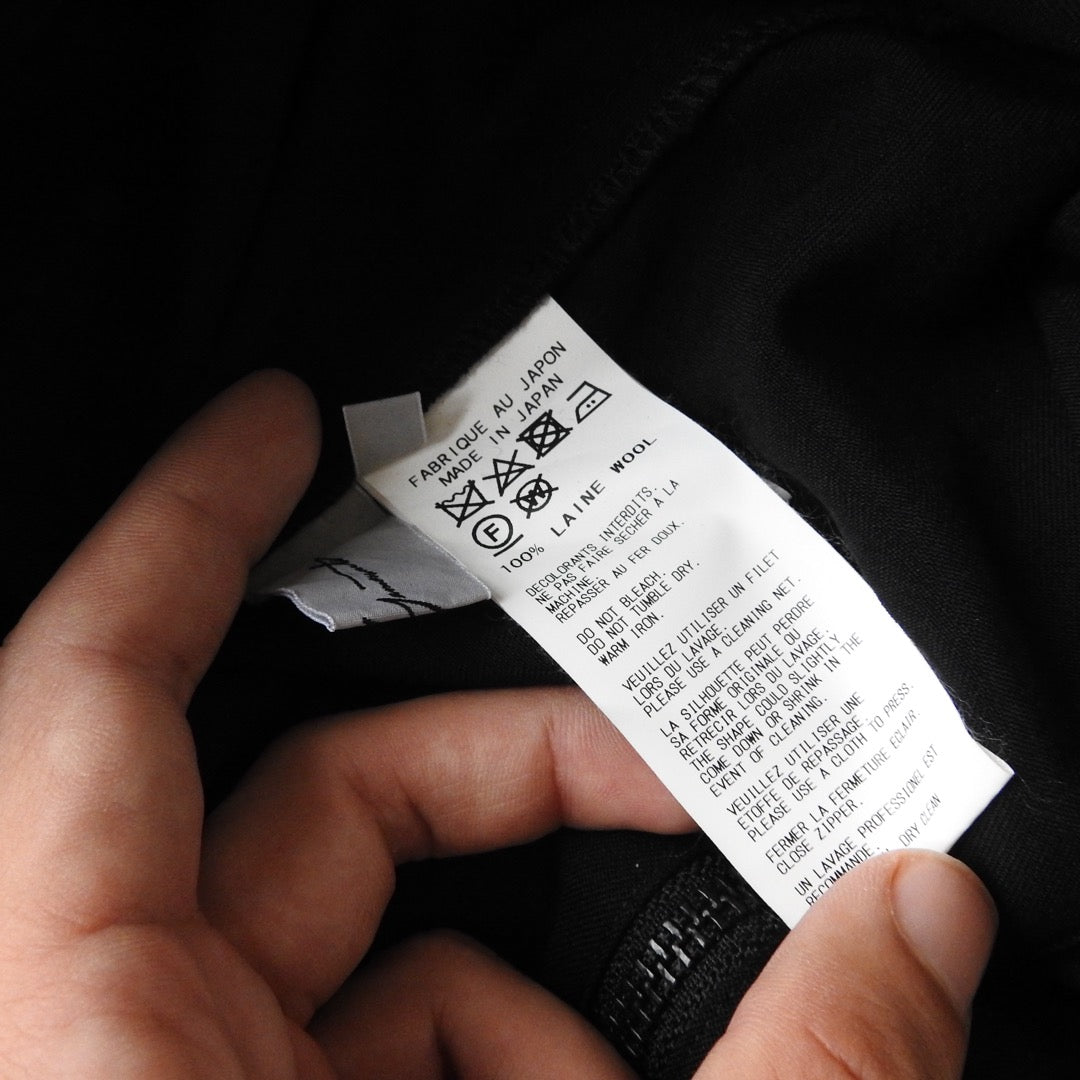 FABRIQUE AU JAPON
MADE IN JAPAN
F W
100% LAINE WOOL
DECOLORANTS INTERDITS.
NE PAS FAIRE SECHER À LA
MACHINE.
REPASSER AU FER DOUX.
DO NOT BLEACH.
DO NOT TUMBLE DRY.
WARM IRON.
VEUILLEZ UTILISER UN FILET
LORS DU LAVAGE.
PLEASE USE A CLEANING NET.
LA SILHOUETTE PEUT PERDRE
SA FORME ORIGINALE OU
RETRECIR LORS DU LAVAGE.
THE SHAPE COULD SLIGHTLY
COME DOWN OR SHRINK IN THE
EVENT OF CLEANING.
VEUILLEZ UTILISER UNE
ETOFFE DE REPASSAGE.
PLEASE USE A CLOTH TO PRESS.
FERMER LA FERMETURE ECLAIR.
CLOSE ZIPPER.
UN LAVAGE PROFESSIONEL EST
RECOMMANDE. DRY CLEAN